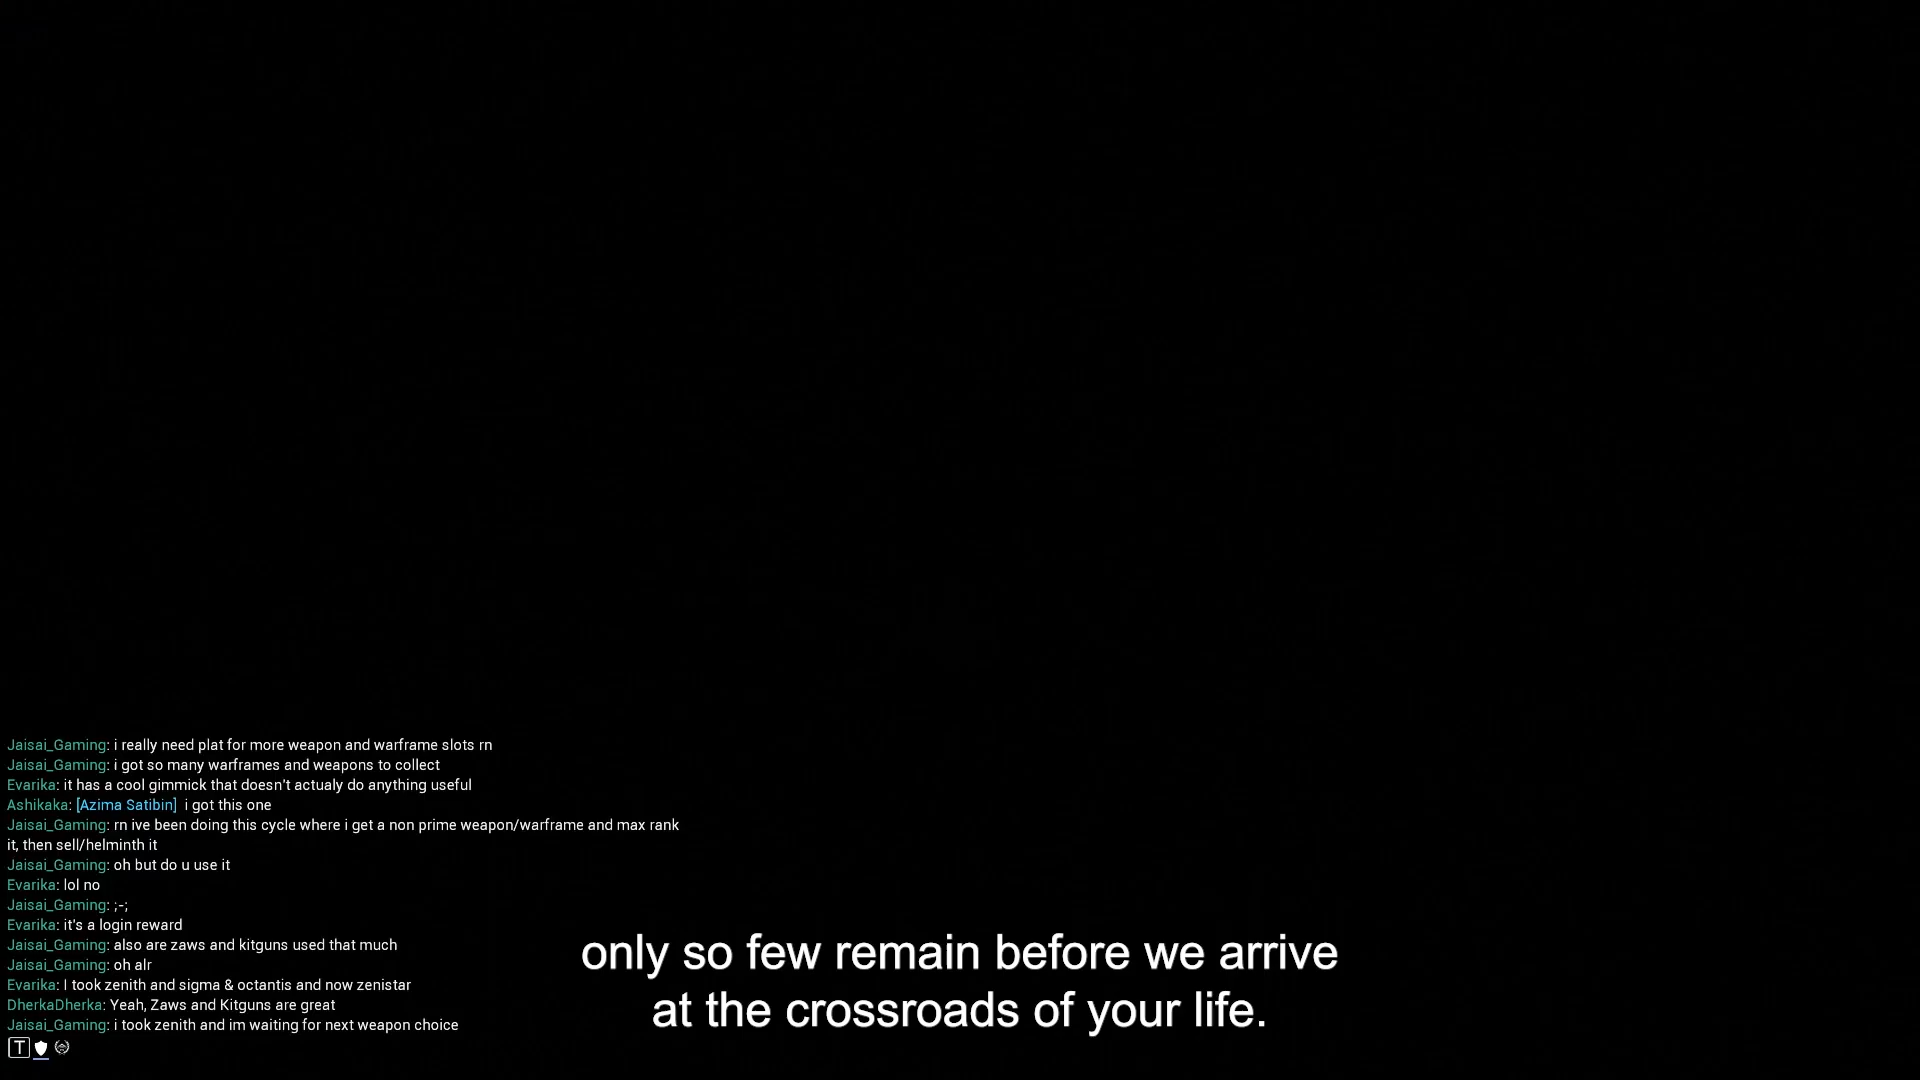 Jaisai_Gaming: i really need plat for more weapon and warframe slots rn
Jaisai_Gaming: i got so many warframes and weapons to collect
Evarika: it has a cool gimmick that doesn't actualy do anything useful
Ashikaka: [Azima Satibin] i got this one
Jaisai_Gaming: rn ive been doing this cycle where i get a non prime weapon/warframe and max rank
it, then sell/helminth it
Jaisai_Gaming: oh but do u use it
Evarika: lol no
Jaisai_Gaming: ;-;
Evarika: it's a login reward
Jaisai_Gaming: also are zaws and kitguns used that much
Jaisai_Gaming: oh alr
Evarika: I took zenith and sigma & octantis and now zenistar
DherkaDherka: Yeah, Zaws and Kitguns are great
Jaisai_Gaming: i took zenith and im waiting for next weapon choice
T
only so few remain before we arrive
at the crossroads of your life.